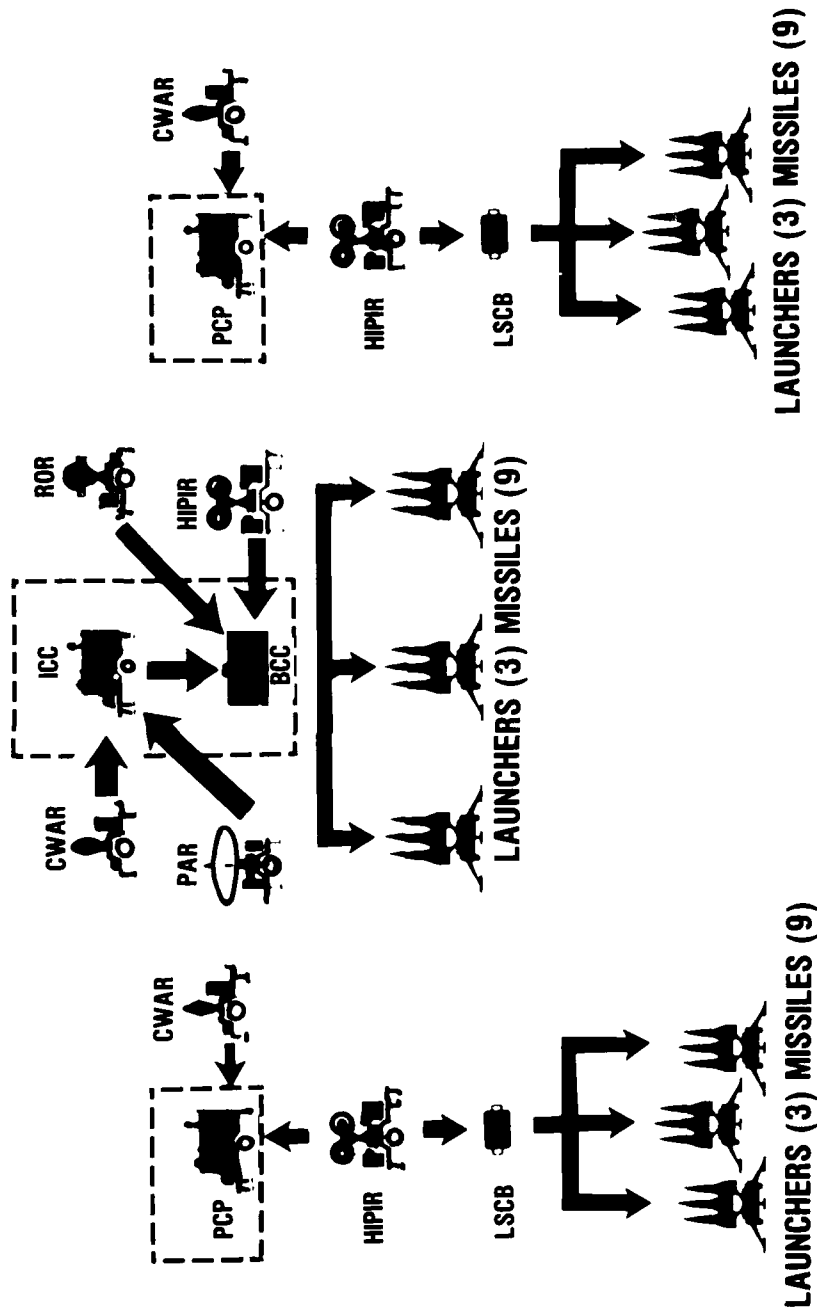 CWAR
PCP
HIPIR
LSCB
LAUNCHERS (3) MISSILES (9)
CWAR
ICC
ROR
PAR
HIPIR
BCC
LAUNCHERS (3) MISSILES (9)
CWAR
PCP
HIPIR
LSCB
LAUNCHERS (3) MISSILES (9)